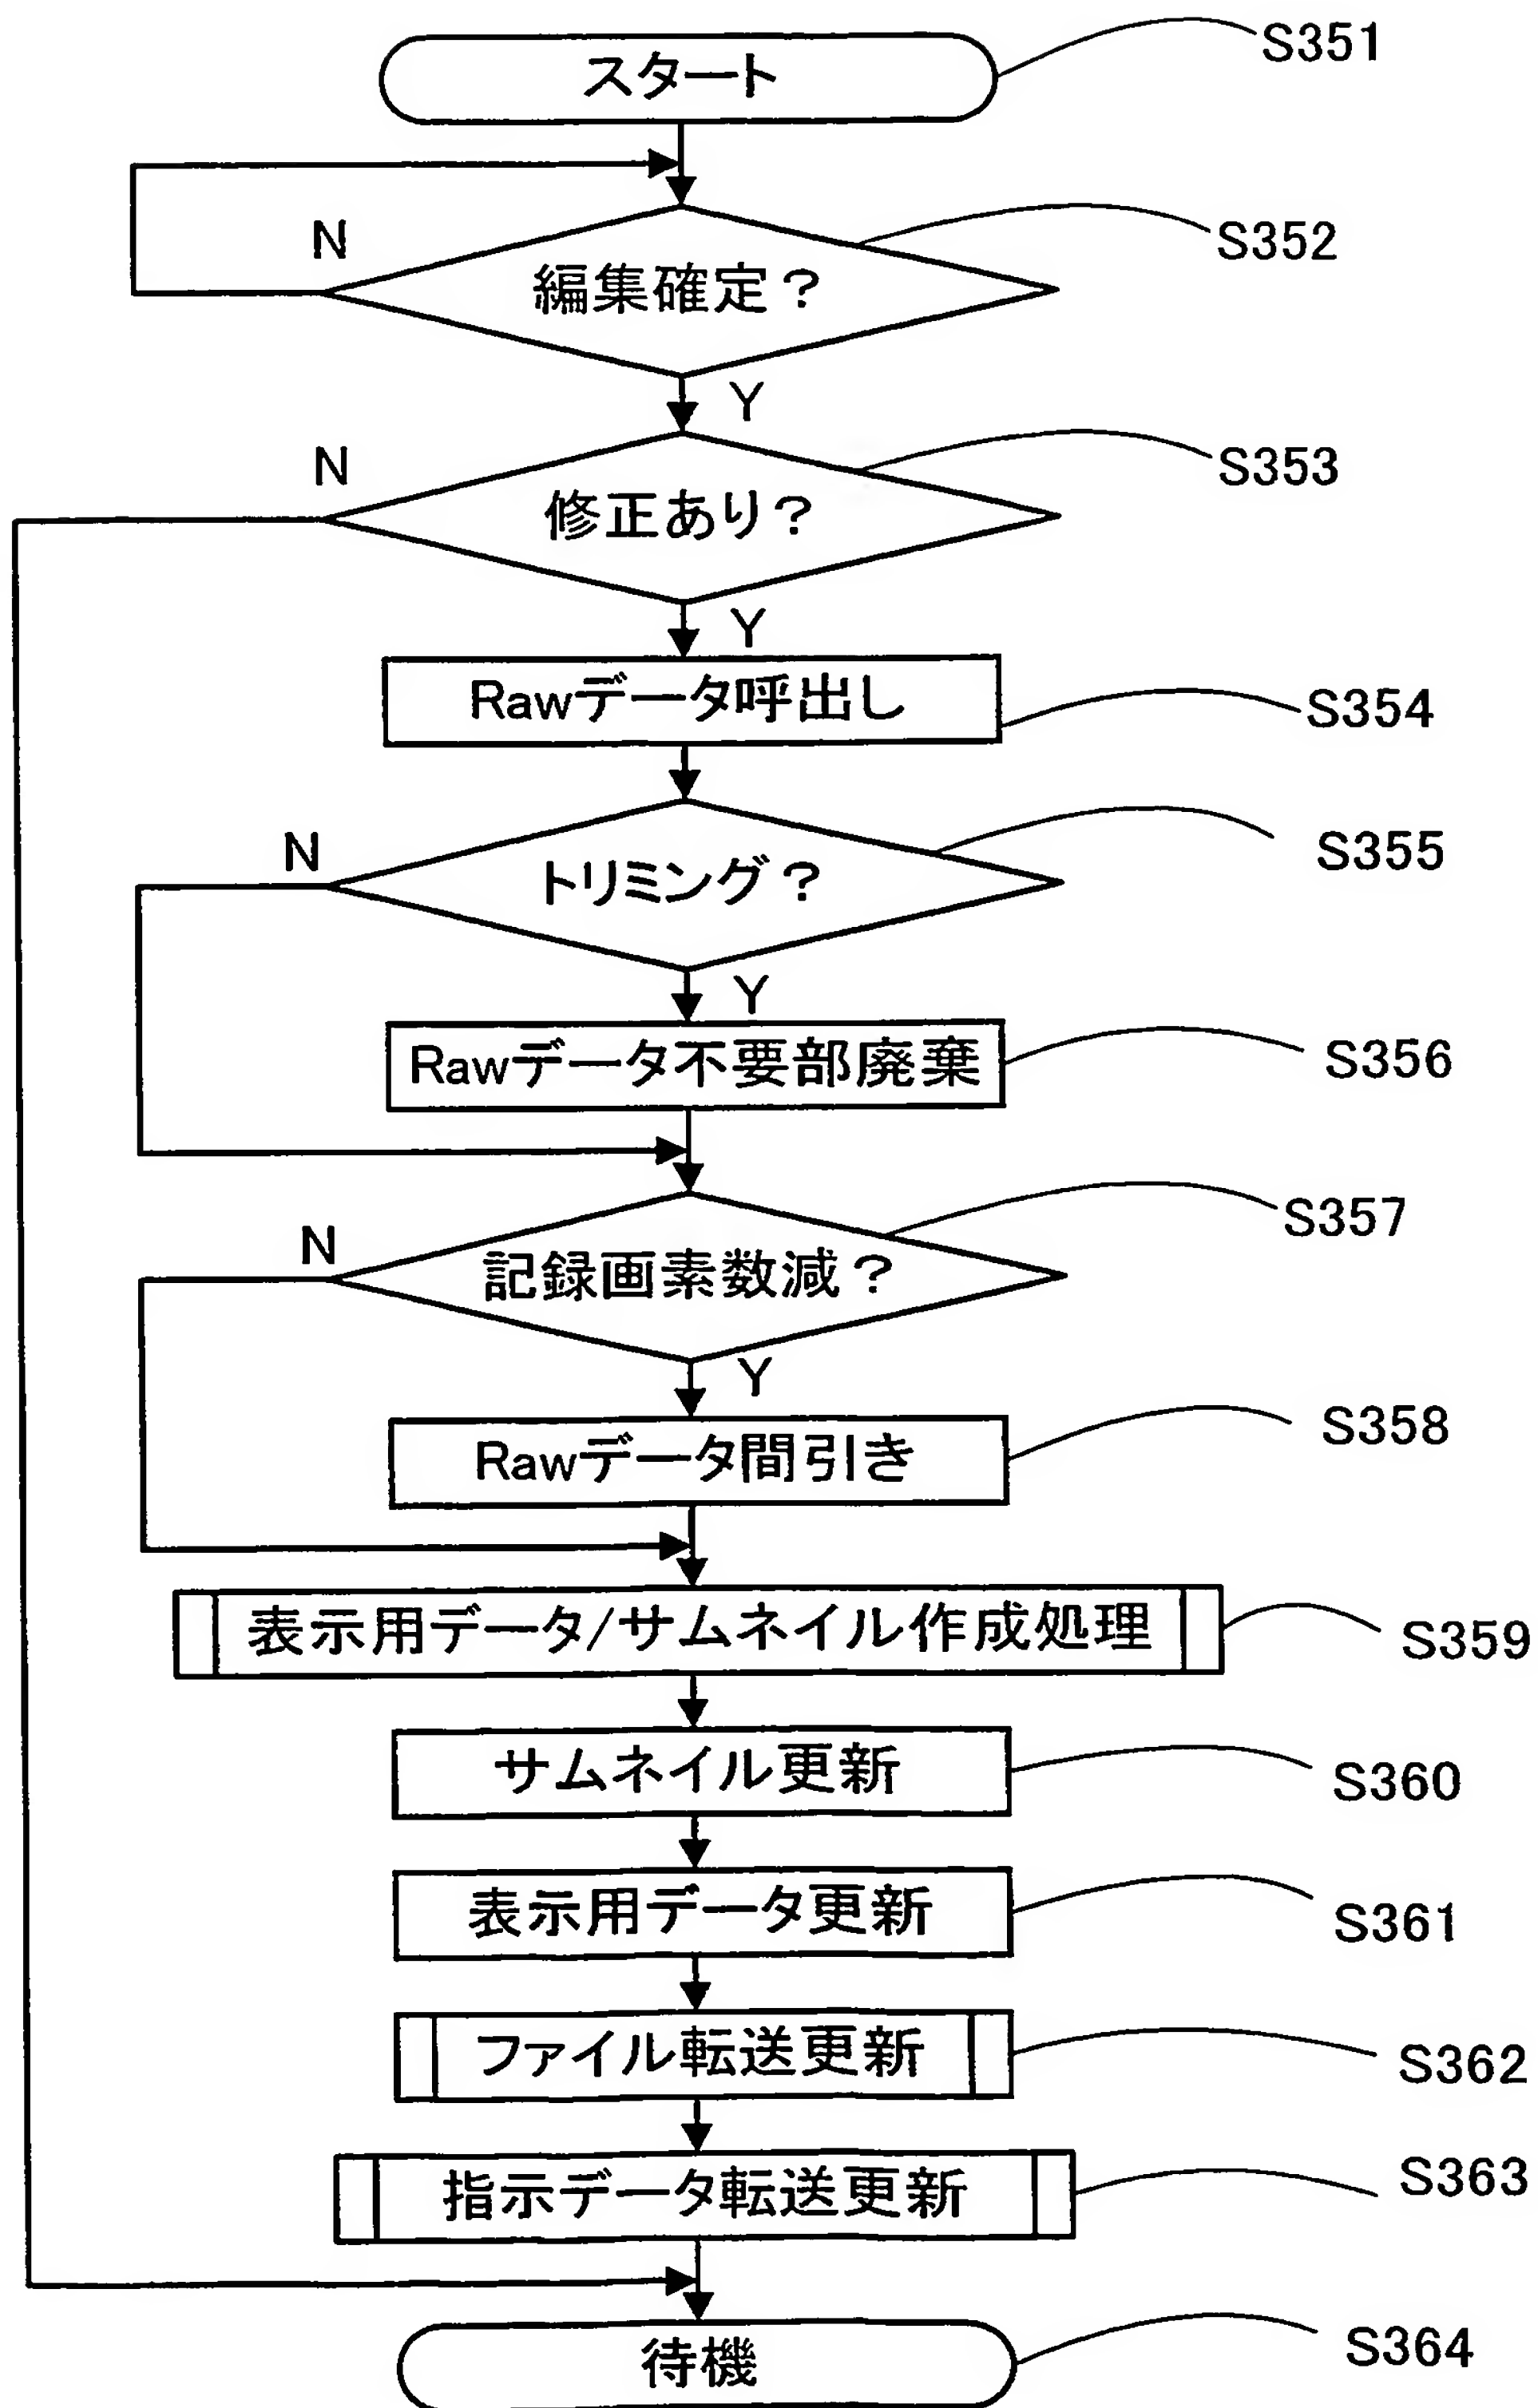 スタート
S351
N
編集確定?
S352
Y
N
修正あり?
S353
Y
Rawデータ呼出し
S354
N
トリミング?
S355
Y
Rawデータ不要部廃棄
S356
N
記録画素数減?
S357
Y
Rawデータ間引き
S358
表示用データ/サムネイル作成処理
S359
サムネイル更新
S360
表示用データ更新
S361
ファイル転送更新
S362
指示データ転送更新
S363
待機
S364